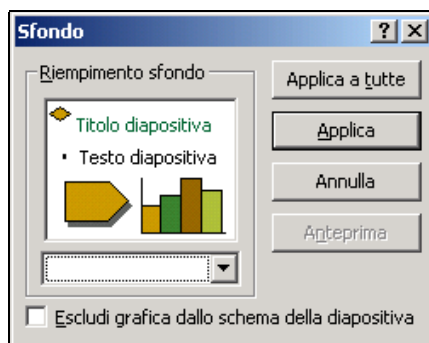 Sfondo
Riempimento sfondo
Titolo diapositiva
· Testo diapositiva
Applica a tutte
Applica
Annulla
Anteprima
Escludi grafica dallo schema della diapositiva